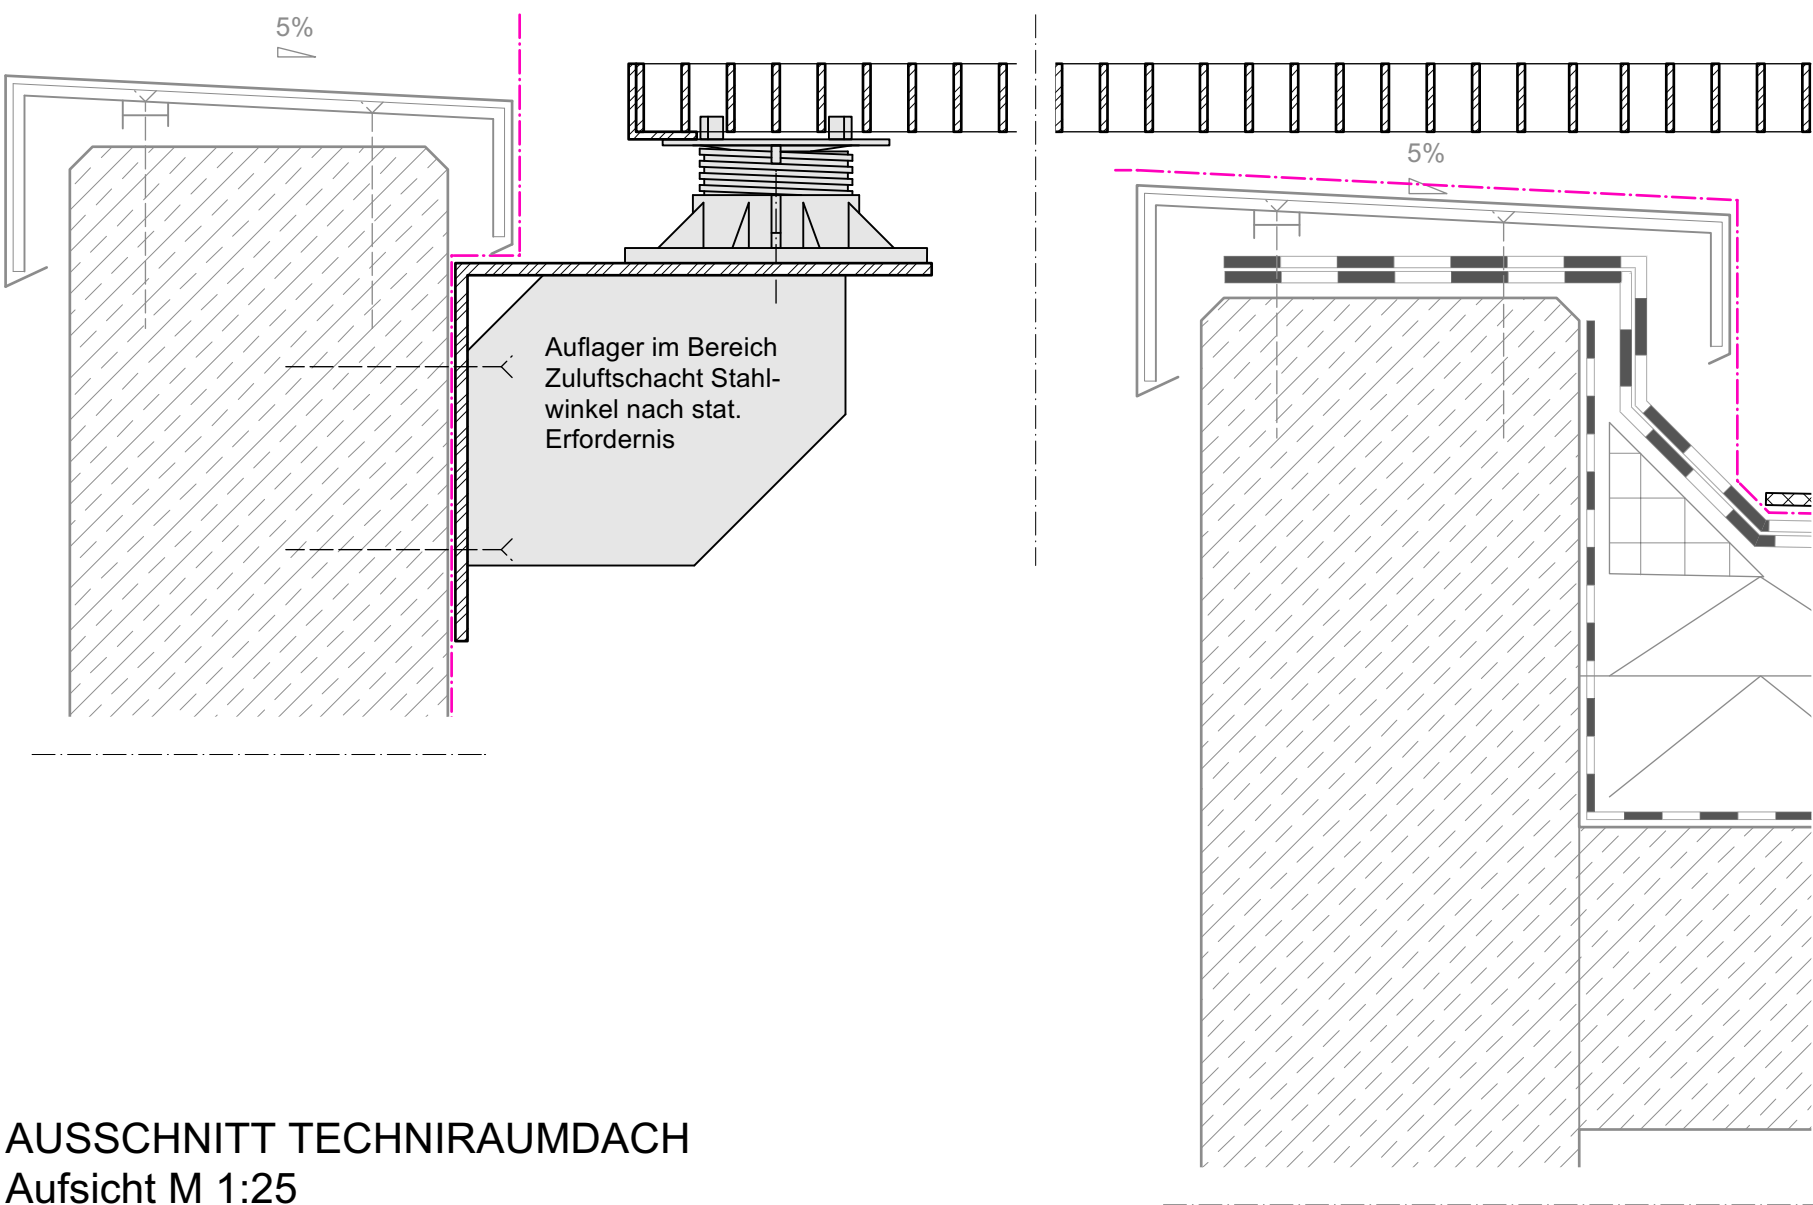 5%
5%
Auflager im Bereich
Zuluftschacht Stahl-
winkel nach stat.
Erfordernis
AUSSCHNITT TECHNIRAUMDACH
Aufsicht M 1:25